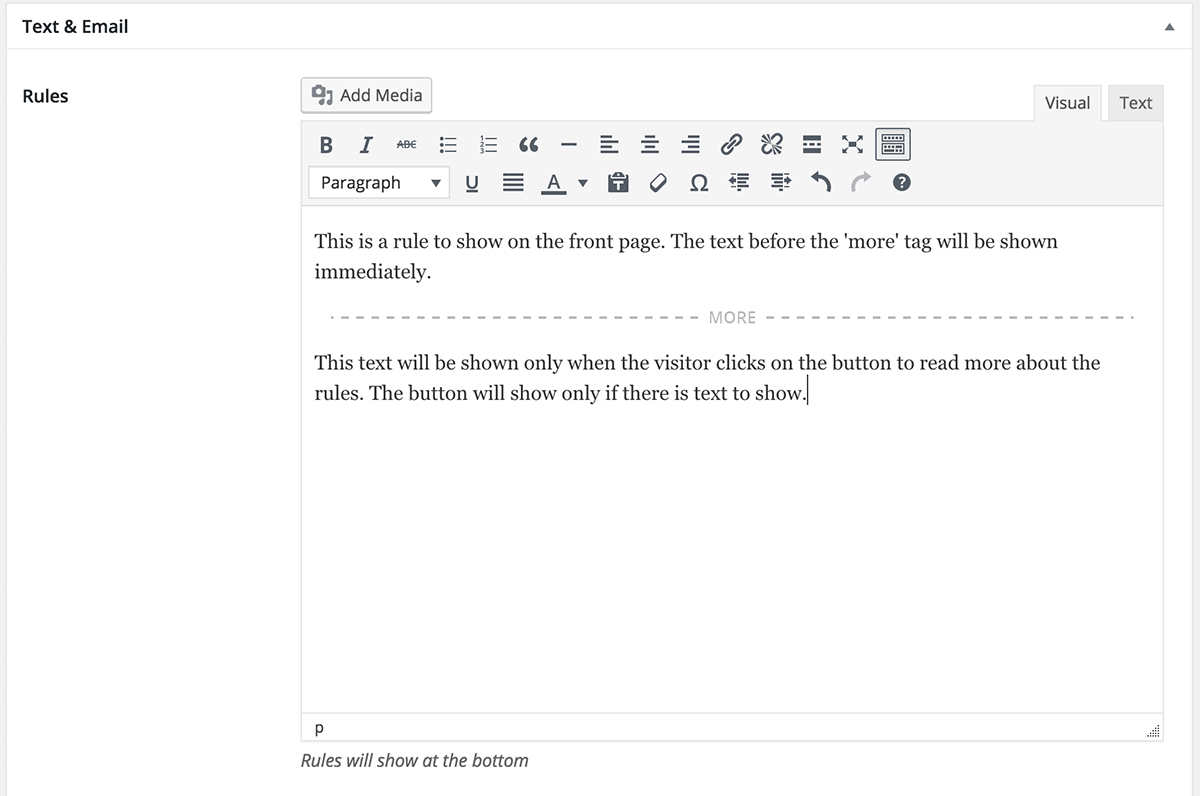 Text & Email
Rules
Add Media
Visual
Text
B I ABC
Paragraph U A Ω ?
This is a rule to show on the front page. The text before the 'more' tag will be shown
immediately.
MORE
This text will be shown only when the visitor clicks on the button to read more about the
rules. The button will show only if there is text to show.
p
Rules will show at the bottom